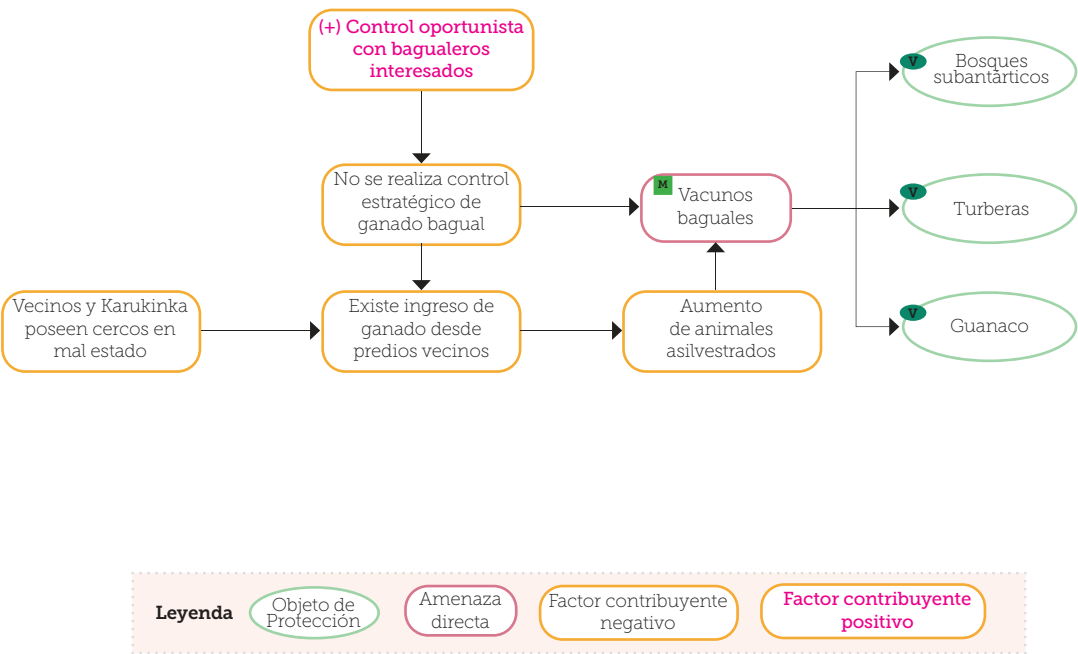 (+) Control oportunista
con bagualeros
interesados
V
Bosques
subantárticos
No se realiza control
estratégico de
ganado bagual
M
Vacunos
baguales
V
Turberas
Vecinos y Karukinka
poseen cercos en
mal estado
Existe ingreso de
ganado desde
predios vecinos
Aumento
de animales
asilvestrados
V
Guanaco
Leyenda
Objeto de
Protección
Amenaza
directa
Factor contribuyente
negativo
Factor contribuyente
positivo